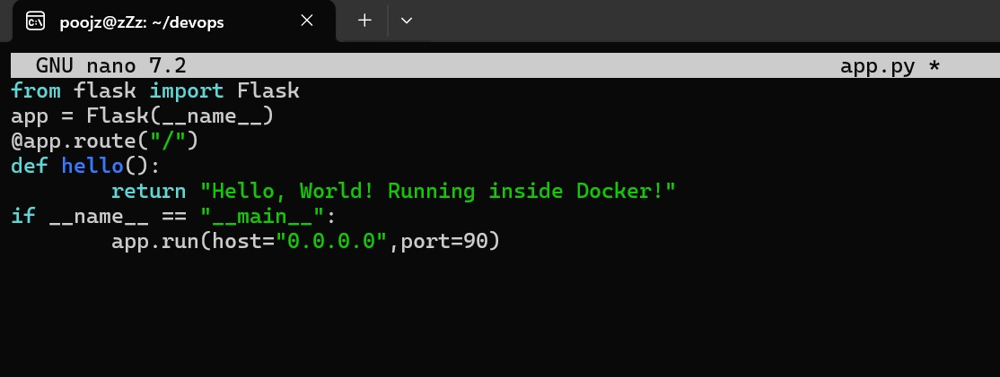 poojz@zZz: ~/devops
GNU nano 7.2 app.py *
from flask import Flask
app = Flask(__name__)
@app.route("/")
def hello():
        return "Hello, World! Running inside Docker!"
if __name__ == "__main__":
        app.run(host="0.0.0.0",port=90)